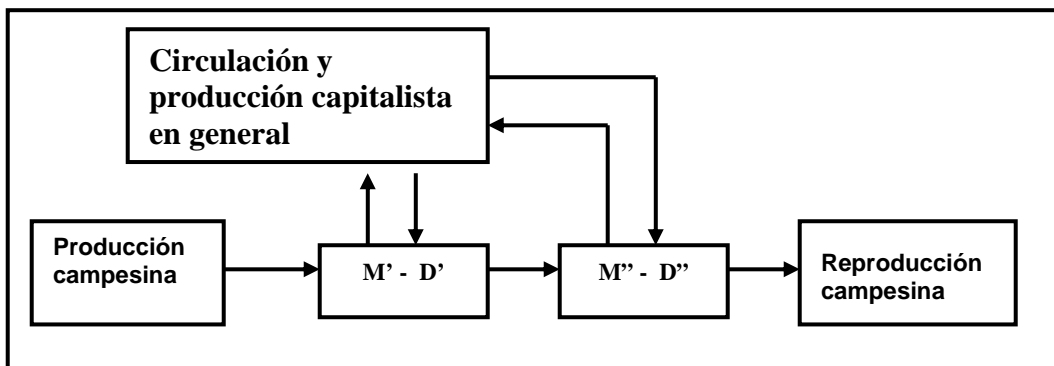 Circulación y
producción capitalista
en general
Producción
campesina
M’ - D’
M’’ - D’’
Reproducción
campesina